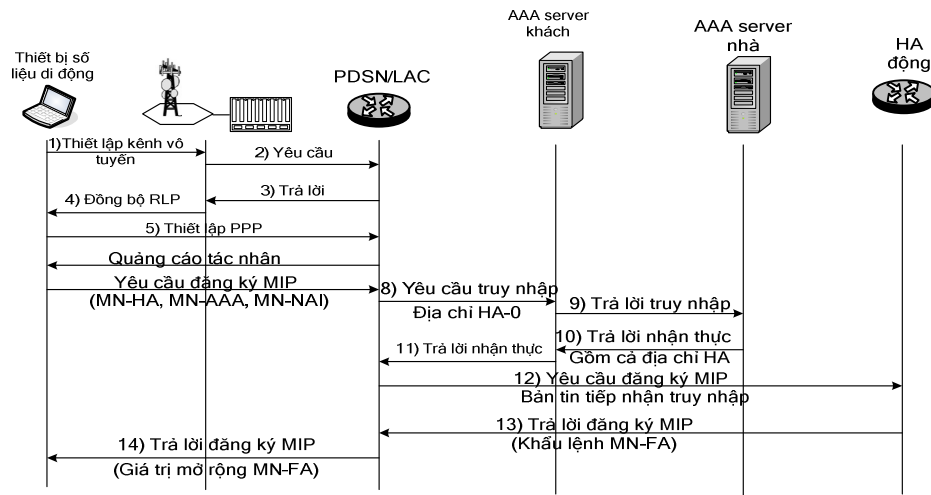 Thiết bị số
liệu di động
PDSN/LAC
AAA server
khách
AAA server
nhà
HA
động
1)Thiết lập kênh vô
tuyến
2) Yêu cầu
3) Trả lời
4) Đồng bộ RLP
5) Thiết lập PPP
Quảng cáo tác nhân
Yêu cầu đăng ký MIP
(MN-HA, MN-AAA, MN-NAI)
8) Yêu cầu truy nhập
Địa chỉ HA-0
9) Trả lời truy nhập
10) Trả lời nhận thực
Gồm cả địa chỉ HA
11) Trả lời nhận thực
12) Yêu cầu đăng ký MIP
Bản tin tiếp nhận truy nhập
13) Trả lời đăng ký MIP
(Khẩu lệnh MN-FA)
14) Trả lời đăng ký MIP
(Giá trị mở rộng MN-FA)